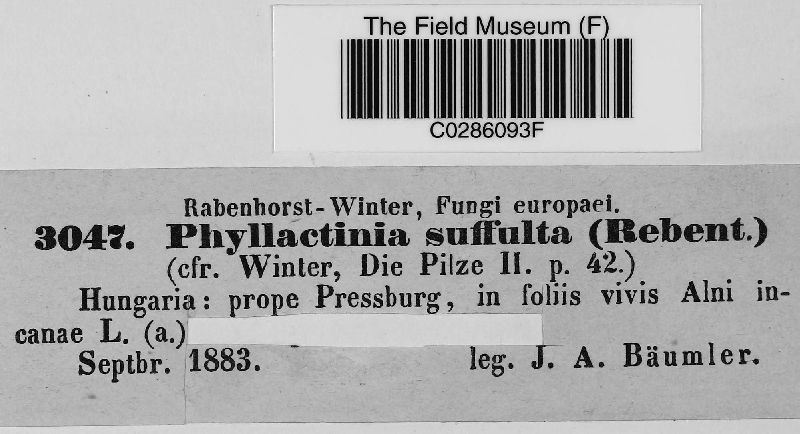 The Field Museum (F)
C0286093F
Rabenhorst-Winter, Fungi europaei.
3047. Phyllactinia suffulta (Rebent.)
(cfr. Winter, Die Pilze II. p. 42.)
Hungaria: prope Pressburg, in foliis vivis Alni in-
canae L. (a.)
Septbr. 1883. leg. J. A. Bäumler.